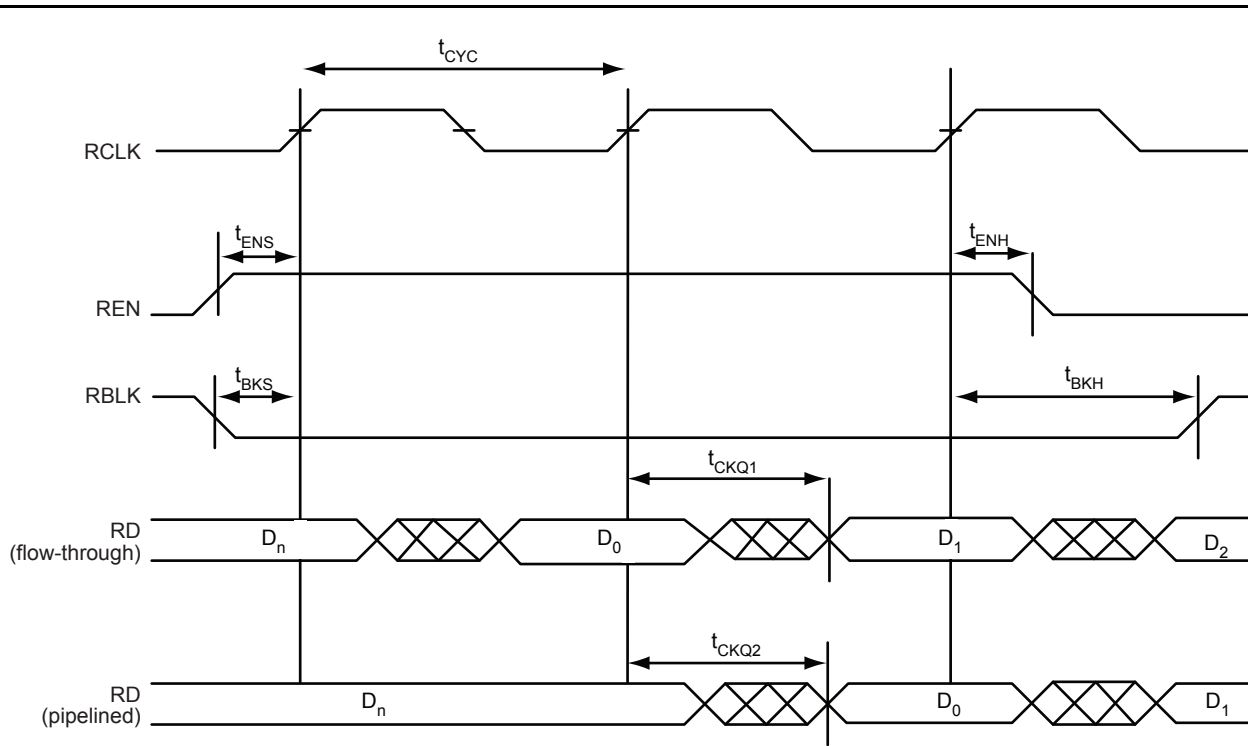 tCYC
RCLK
tENS
tENH
REN
tBKS
tBKH
RBLK
tCKQ1
RD
(flow-through)
Dn
D0
D1
D2
tCKQ2
RD
(pipelined)
Dn
D0
D1